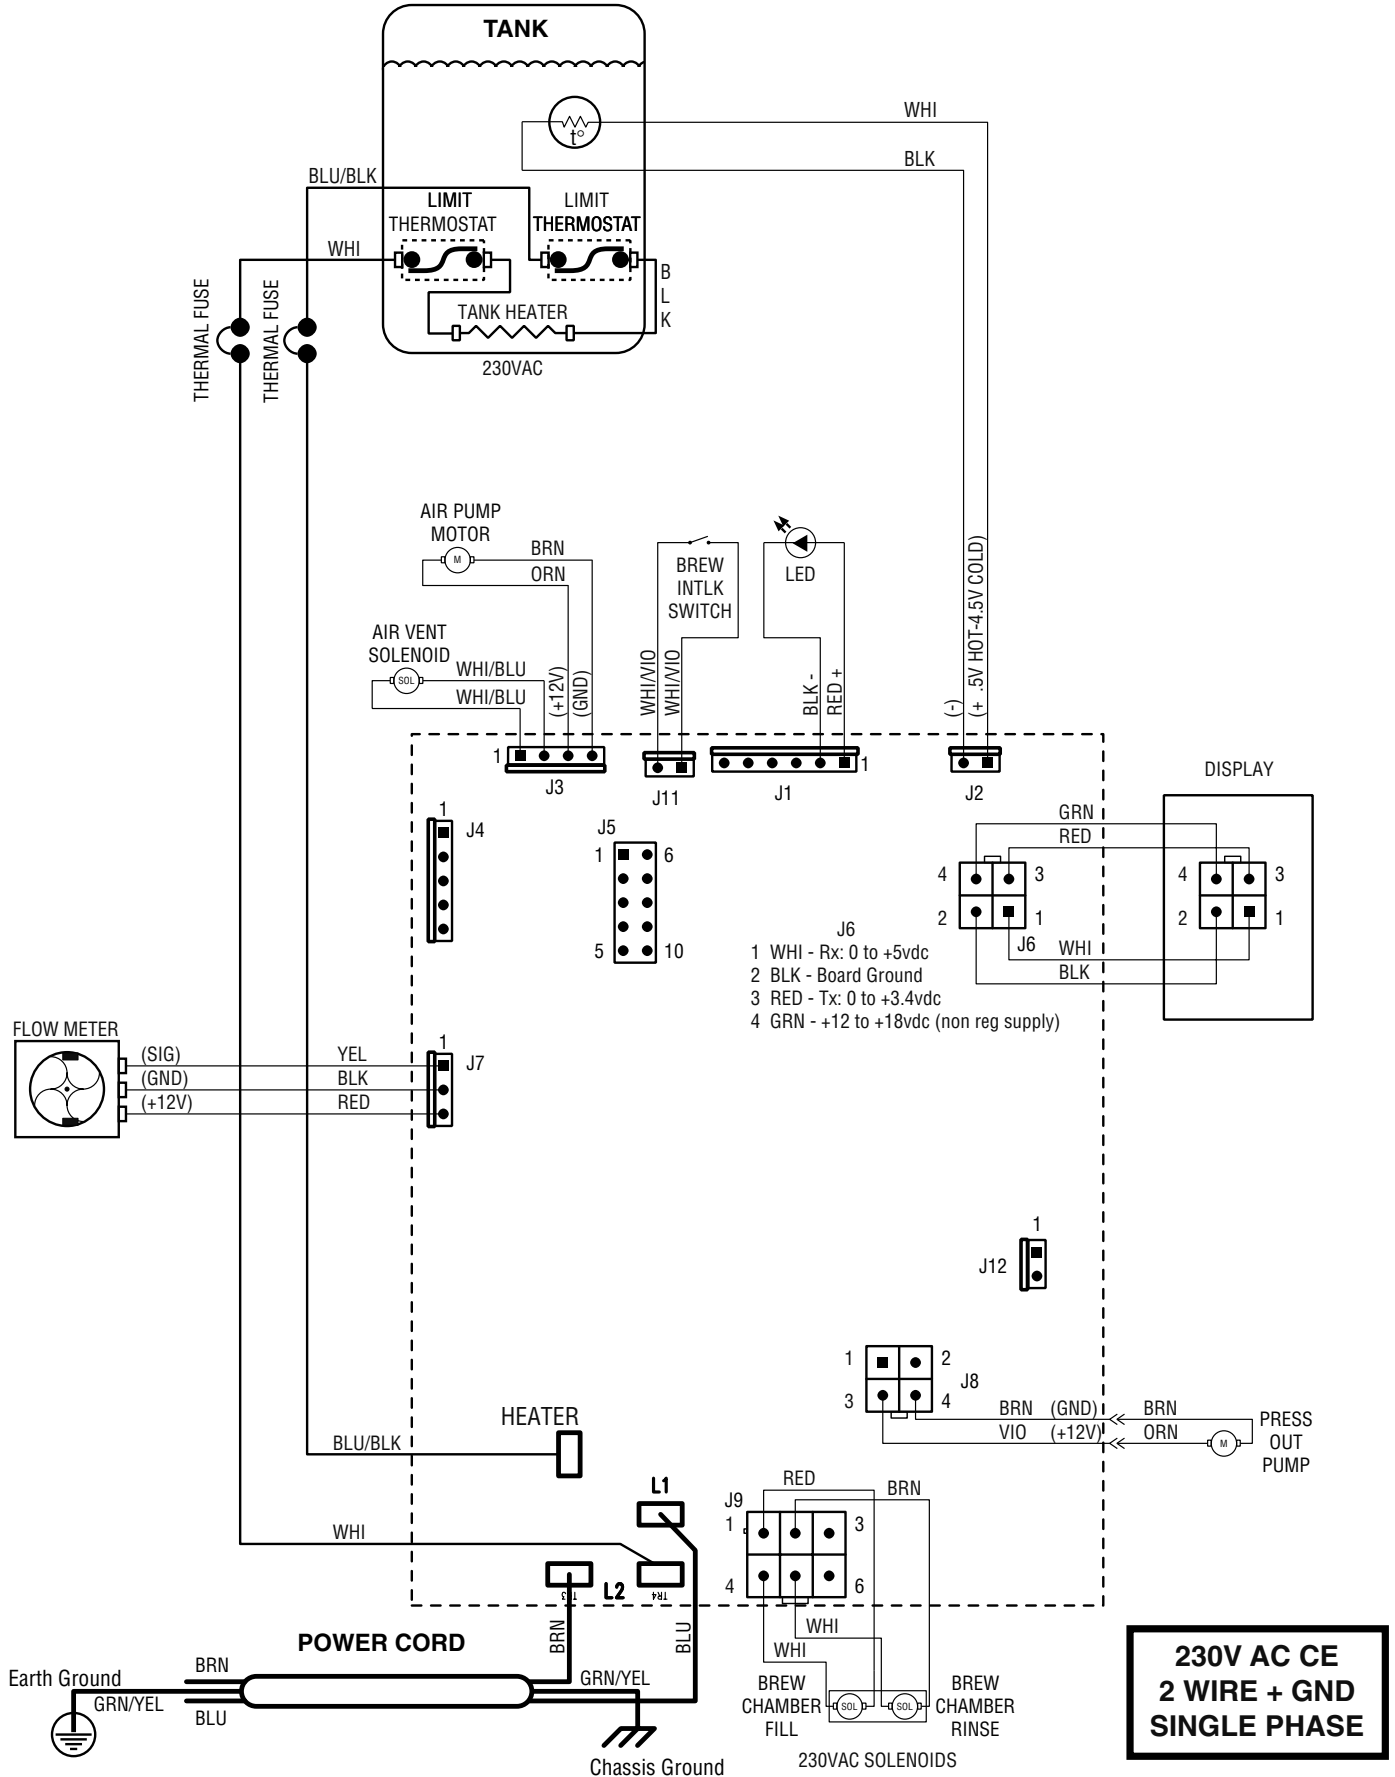 TANK
WHI
BLK
t°
BLU/BLK
LIMIT
THERMOSTAT
LIMIT
THERMOSTAT
WHI
BLK
TANK HEATER
230VAC
THERMAL FUSE
THERMAL FUSE
AIR PUMP
MOTOR
M
BRN
ORN
BREW
INTLK
SWITCH
LED
AIR VENT
SOLENOID
SOL
WHI/BLU
WHI/BLU
(+12V)
(GND)
WHI/VIO
WHI/VIO
BLK -
RED +
(-)
(+ .5V HOT-4.5V COLD)
1
J3
J11
1
J1
J2
DISPLAY
1
J4
J5
1
6
5
10
GRN
RED
4
3
2
1
J6
WHI
BLK
4
3
2
1
J6
1 WHI - Rx: 0 to +5vdc
2 BLK - Board Ground
3 RED - Tx: 0 to +3.4vdc
4 GRN - +12 to +18vdc (non reg supply)
FLOW METER
(SIG)
YEL
(GND)
BLK
(+12V)
RED
1
J7
1
J12
1
2
3
4
J8
BRN (GND)
BRN
VIO (+12V)
ORN
M
PRESS
OUT
PUMP
HEATER
BLU/BLK
L1
WHI
L2
TR4
J9
RED
BRN
1
3
4
6
WHI
WHI
BRN
BLU
POWER CORD
Earth Ground
BRN
GRN/YEL
BLU
GRN/YEL
Chassis Ground
BREW
CHAMBER
FILL
SOL
SOL
BREW
CHAMBER
RINSE
230VAC SOLENOIDS
230V AC CE
2 WIRE + GND
SINGLE PHASE